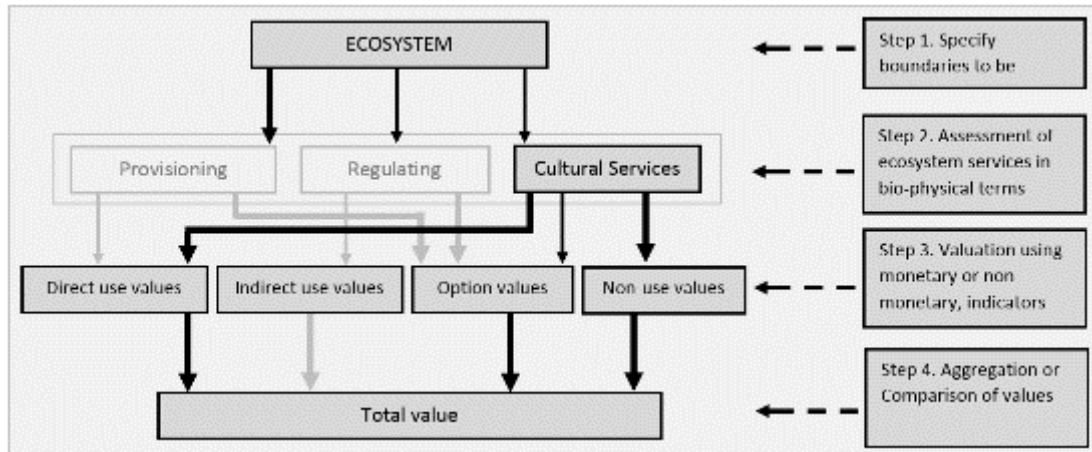 ECOSYSTEM
Step 1. Specify
boundaries to be
Provisioning
Regulating
Cultural Services
Step 2. Assessment of
ecosystem services in
bio-physical terms
Direct use values
Indirect use values
Option values
Non use values
Step 3. Valuation using
monetary or non
monetary, indicators
Total value
Step 4. Aggregation or
Comparison of values